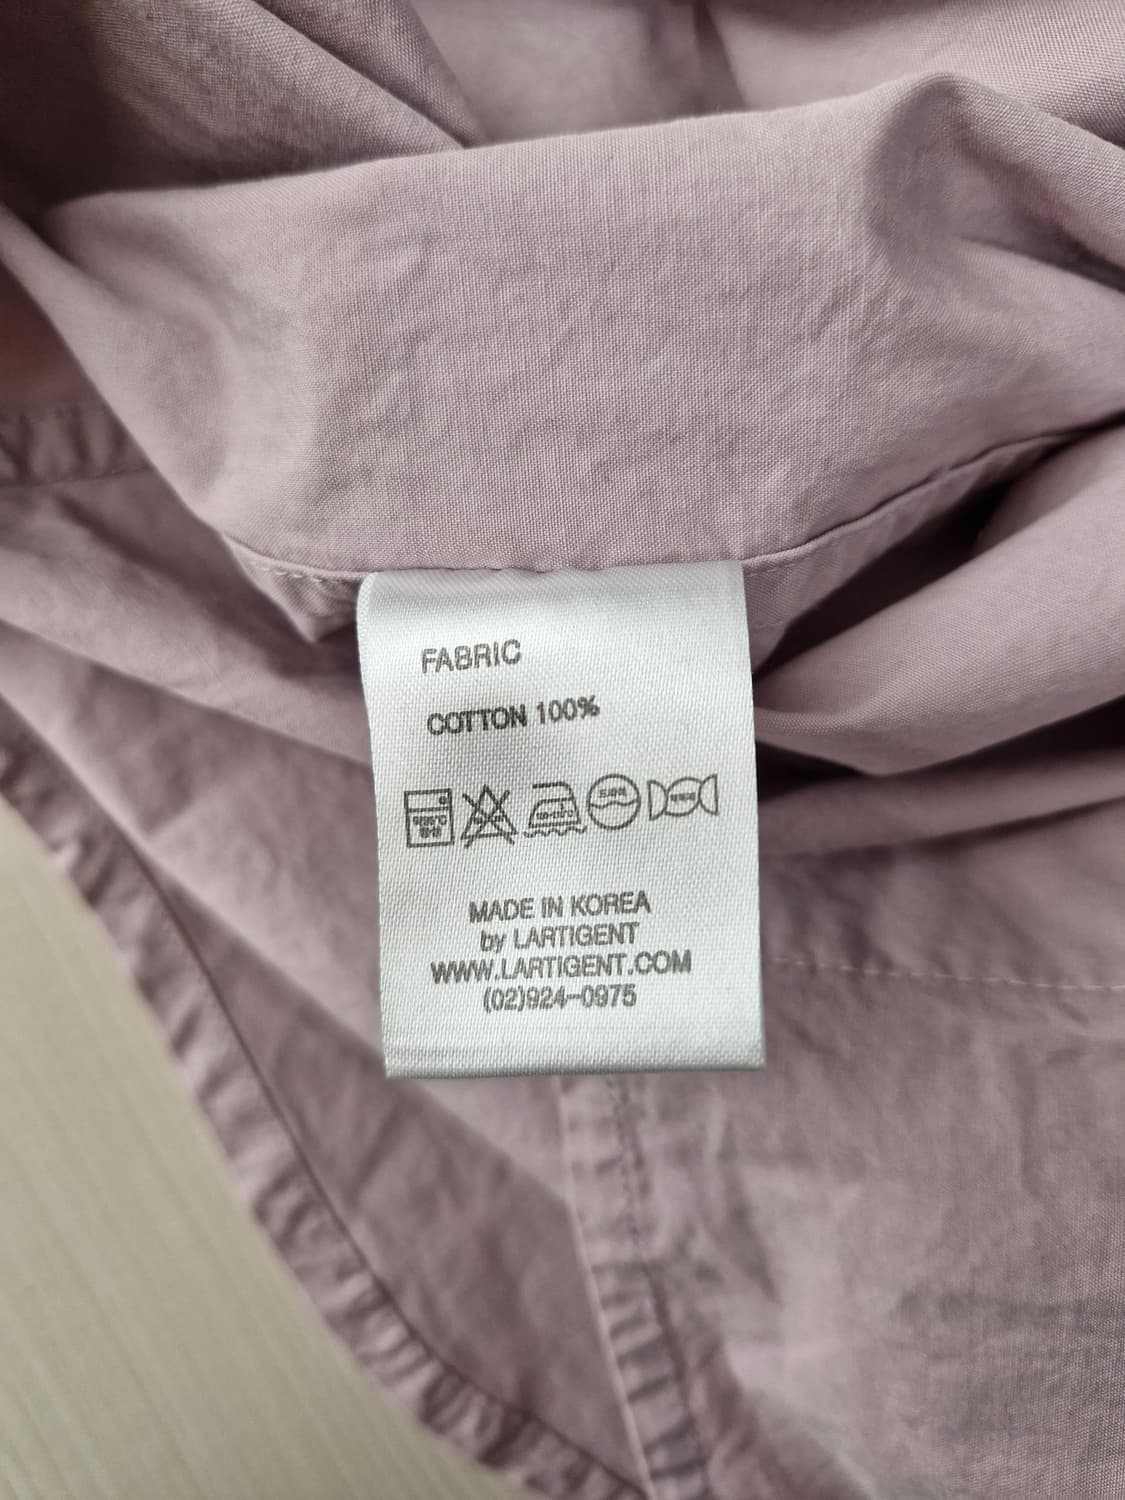 FABRIC
COTTON 100%
MADE IN KOREA
by LARTIGENT
WWW.LARTIGENT.COM
(02)924-0975